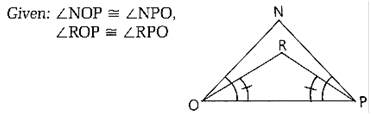 Given: ∠NOP ≅ ∠NPO,
∠ROP ≅ ∠RPO
N
R
O
P